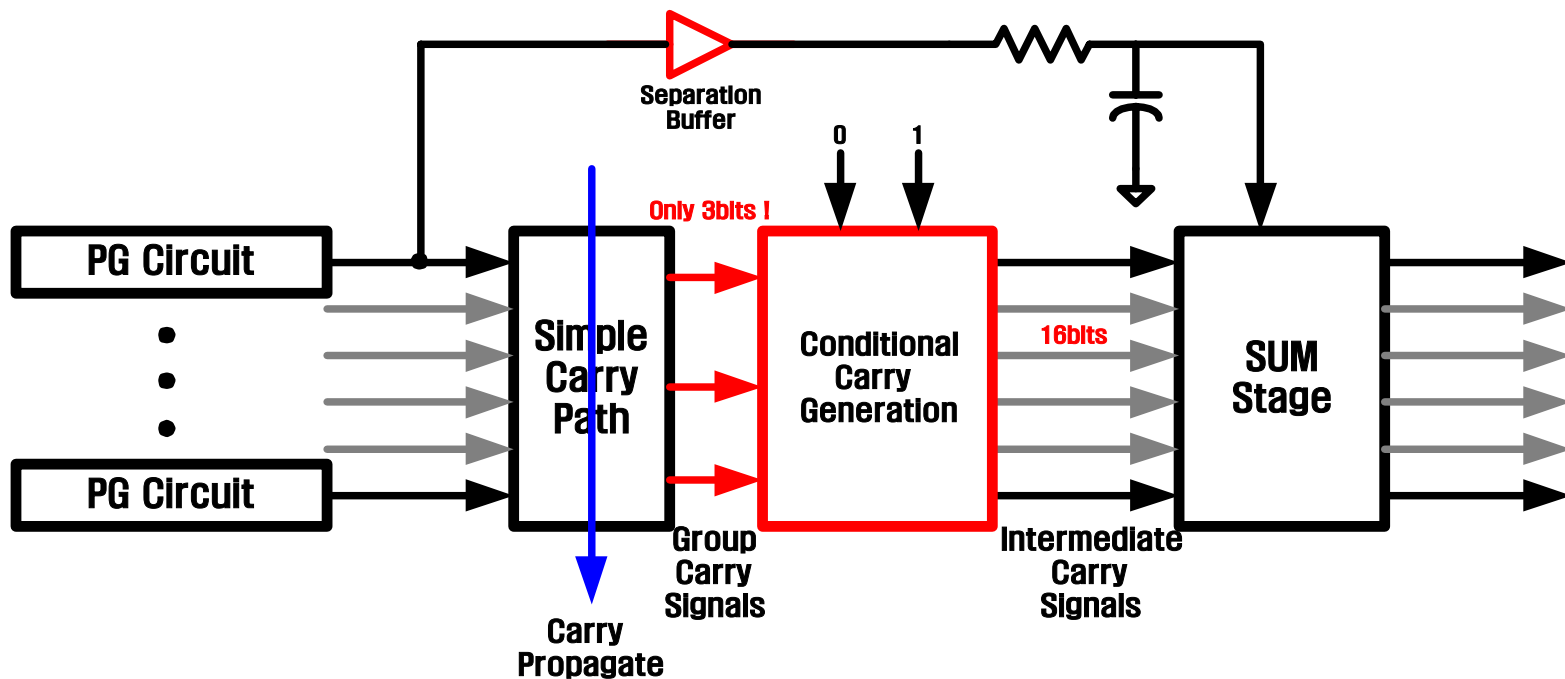 Separation
Buffer
0
1
Only 3bits !
PG Circuit
Simple
Carry
Path
Conditional
Carry
Generation
16bits
SUM
Stage
PG Circuit
Group
Carry
Signals
Intermediate
Carry
Signals
Carry
Propagate